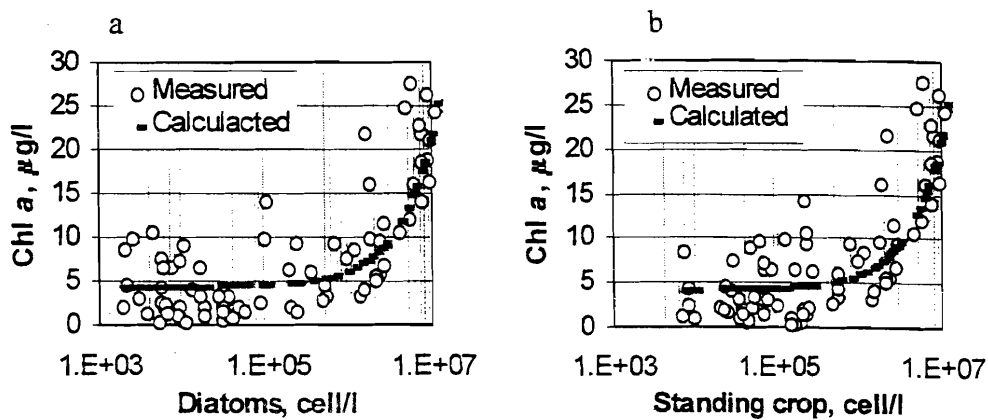 a
Chl a, μg/l
30
25
20
15
10
5
0
Measured
Calculacted
1.E+03
1.E+05
1.E+07
Diatoms, cell/l
b
Chl a, μg/l
30
25
20
15
10
5
0
Measured
Calculated
1.E+03
1.E+05
1.E+07
Standing crop, cell/l